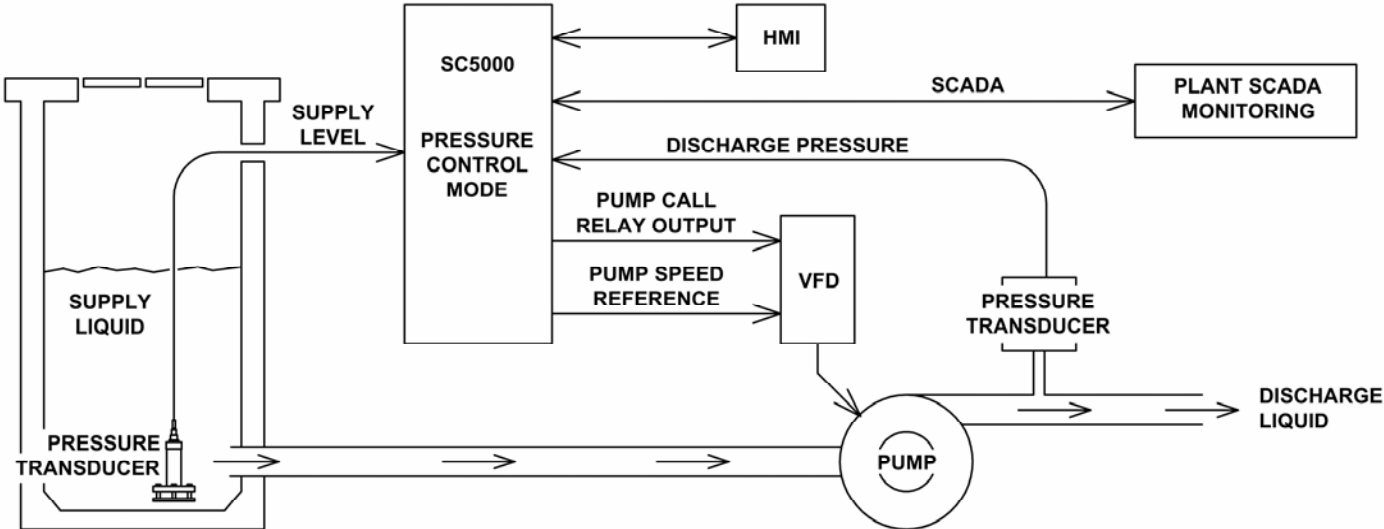 SC5000
PRESSURE
CONTROL
MODE
HMI
SCADA
PLANT SCADA
MONITORING
SUPPLY
LEVEL
DISCHARGE PRESSURE
PUMP CALL
RELAY OUTPUT
PUMP SPEED
REFERENCE
VFD
SUPPLY
LIQUID
PRESSURE
TRANSDUCER
PRESSURE
TRANSDUCER
PUMP
DISCHARGE
LIQUID